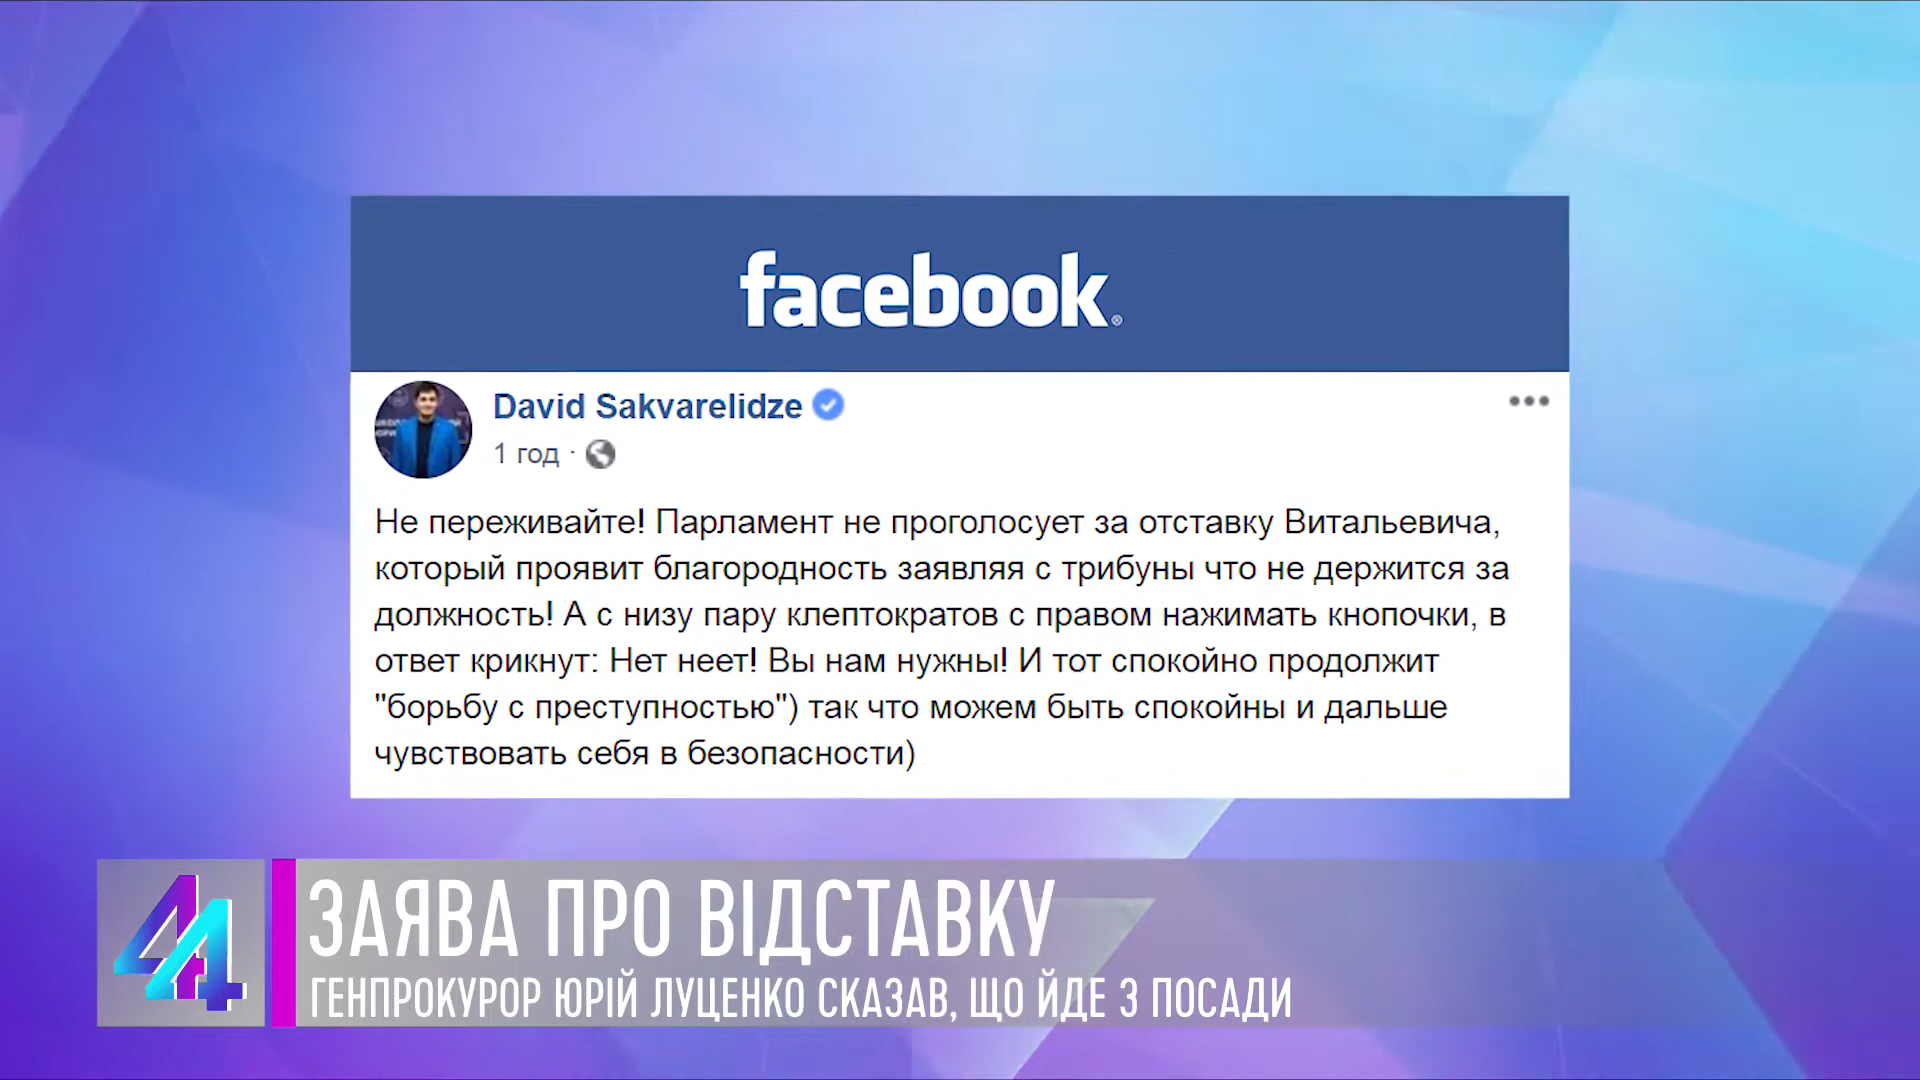 facebook®
David Sakvarelidze
1 год ·
Не переживайте! Парламент не проголосует за отставку Витальевича,
который проявит благородность заявляя с трибуны что не держится за
должность! А с низу пару клептократов с правом нажимать кнопочки, в
ответ крикнут: Нет неет! Вы нам нужны! И тот спокойно продолжит
"борьбу с преступностью") так что можем быть спокойны и дальше
чувствовать себя в безопасности)
44
ЗАЯВА ПРО ВІДСТАВКУ
ГЕНПРОКУРОР ЮРІЙ ЛУЦЕНКО СКАЗАВ, ЩО ЙДЕ З ПОСАДИ